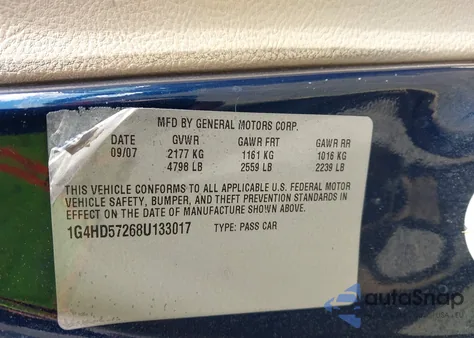 MFD BY GENERAL MOTORS CORP.
DATE GVWR GAWR FRT GAWR RR
09/07 2177 KG 1161 KG 1016 KG
4798 LB 2559 LB 2239 LB
THIS VEHICLE CONFORMS TO ALL APPLICABLE U.S. FEDERAL MOTOR
VEHICLE SAFETY, BUMPER, AND THEFT PREVENTION STANDARDS IN
EFFECT ON THE DATE OF MANUFACTURE SHOWN ABOVE.
1G4HD57268U133017 TYPE: PASS CAR
autoSnap